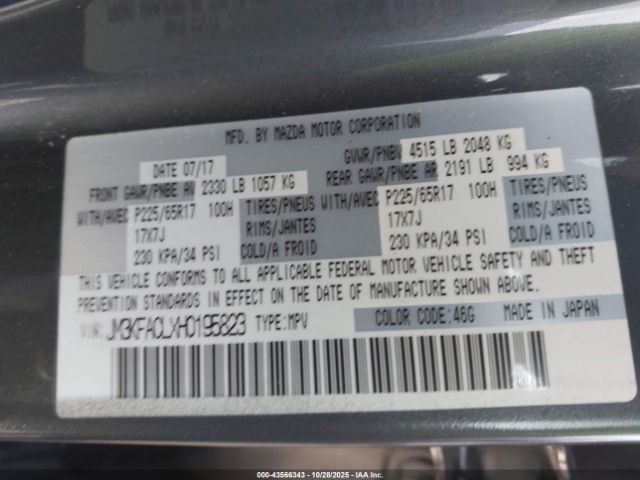 MFD. BY MAZDA MOTOR CORPORATION
DATE 07/17 GVWR/PNBV 4515 LB 2048 KG
FRONT GAWR/PNBE AV 2330 LB 1057 KG REAR GAWR/PNBE AR 2191 LB 994 KG
WITH/AVEC P225/65R17 100H TIRES/PNEUS WITH/AVEC P225/65R17 100H TIRES/PNEUS
17X7J RIMS/JANTES 17X7J RIMS/JANTES
230 KPA/34 PSI COLD/A FROID 230 KPA/34 PSI COLD/A FROID
THIS VEHICLE CONFORMS TO ALL APPLICABLE FEDERAL MOTOR VEHICLE SAFETY AND THEFT
PREVENTION STANDARDS IN EFFECT ON THE DATE OF MANUFACTURE SHOWN ABOVE.
VIN: JM3KFACLXH0195823 TYPE:MPV COLOR CODE:46G MADE IN JAPAN
000-43566343 | 10/28/2025 | IAA Inc.